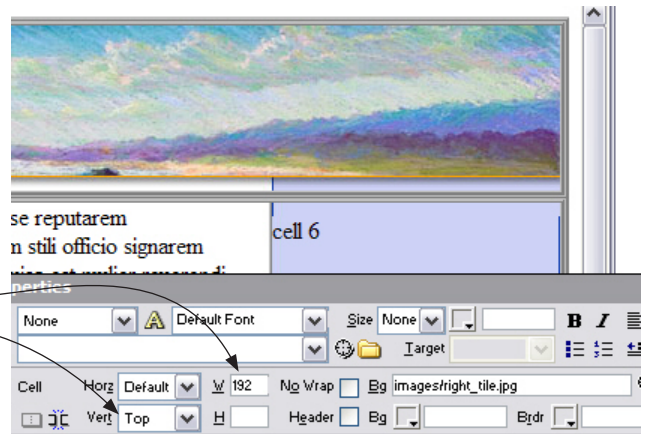 se reputarem
m stili officio signarem
cell 6
perties
None Default Font Size None B I
Target
Cell Horz Default W 192 No Wrap Bg images/right_tile.jpg
Vert Top H Header Bg Brdr